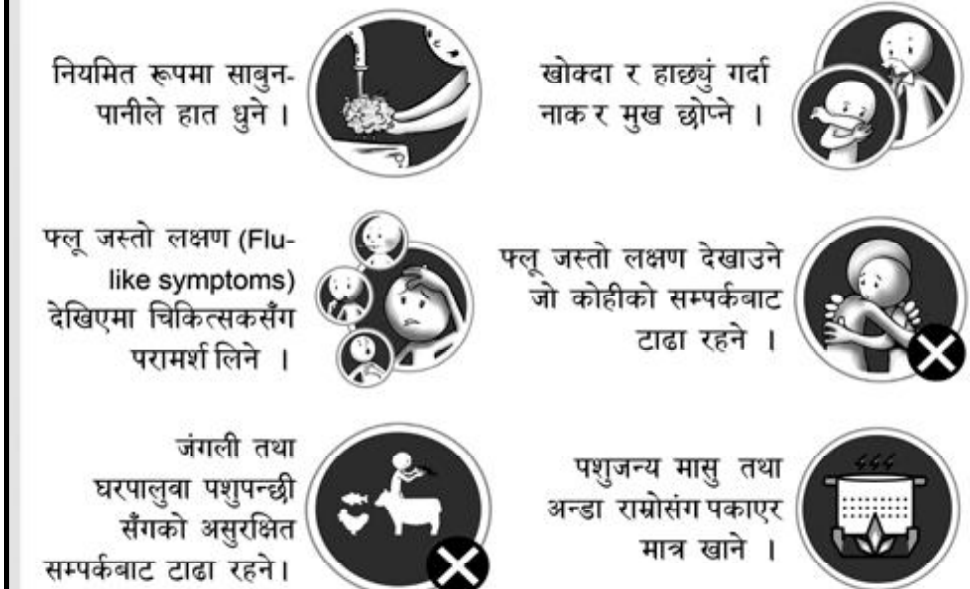 नियमित रूपमा साबुन-
पानीले हात धुने ।
खोक्दा र हाछ्युं गर्दा
नाक र मुख छोप्ने ।
फ्लू जस्तो लक्षण (Flu-
like symptoms)
देखिएमा चिकित्सकसँग
परामर्श लिने ।
फ्लू जस्तो लक्षण देखाउने
जो कोहीको सम्पर्कबाट
टाढा रहने ।
जंगली तथा
घरपालुवा पशुपन्छी
सँगको असुरक्षित
सम्पर्कबाट टाढा रहने।
पशुजन्य मासु तथा
अन्डा राम्रोसंग पकाएर
मात्र खाने ।